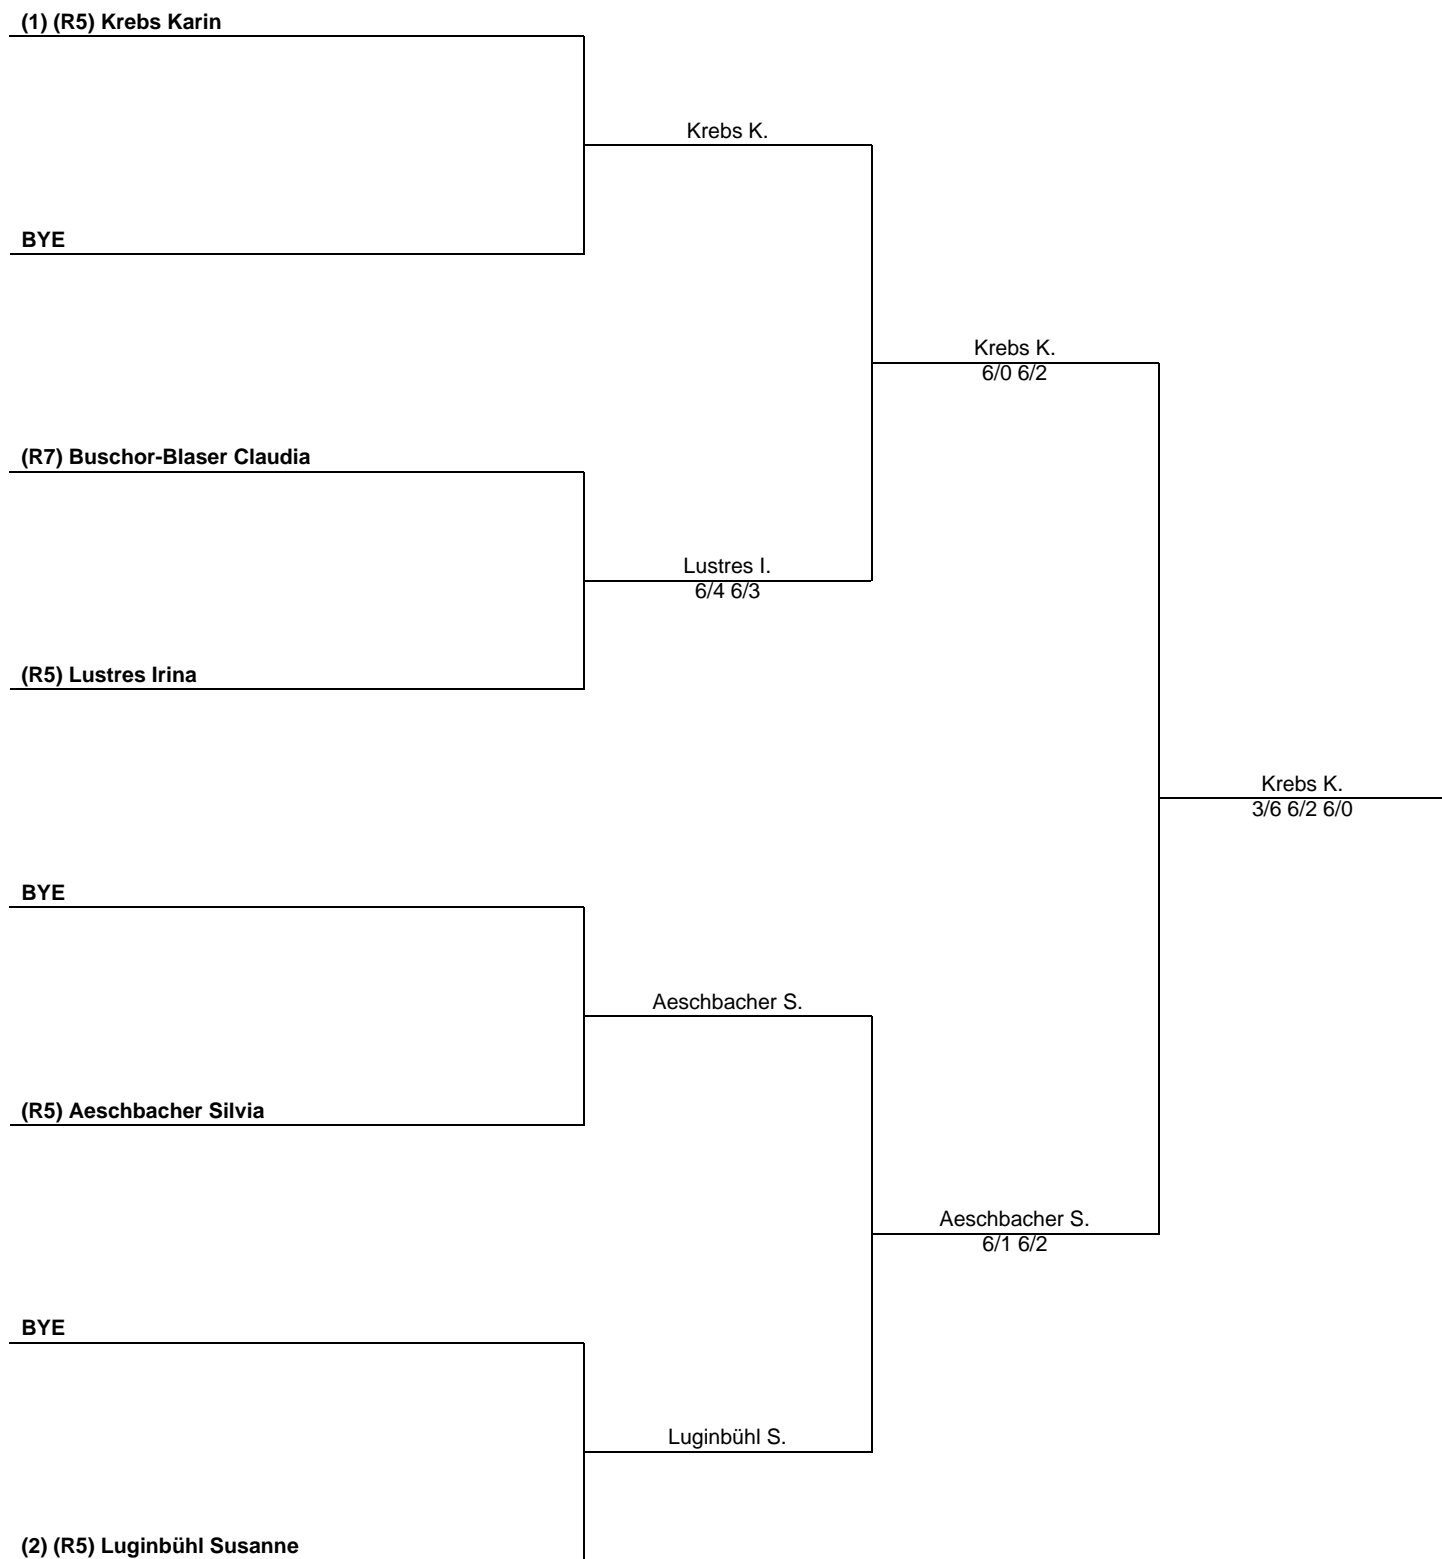 (1) (R5) Krebs Karin
Krebs K.
BYE
Krebs K.
6/0 6/2
(R7) Buschor-Blaser Claudia
Lustres I.
6/4 6/3
(R5) Lustres Irina
Krebs K.
3/6 6/2 6/0
BYE
Aeschbacher S.
(R5) Aeschbacher Silvia
Aeschbacher S.
6/1 6/2
BYE
Luginbühl S.
(2) (R5) Luginbühl Susanne